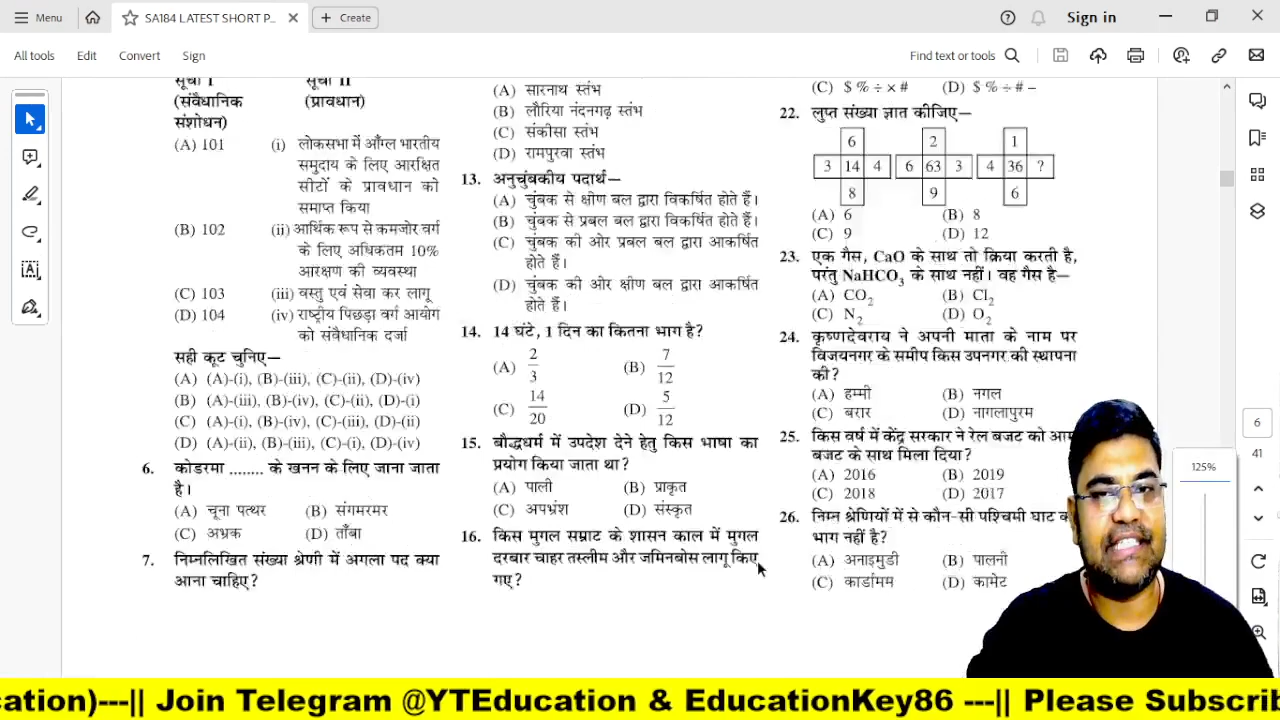 Menu
SA184 LATEST SHORT P...
Create
Sign in
All tools
Edit
Convert
Sign
Find text or tools
सूची I
सूची II
(संवैधानिक
(प्रावधान)
संशोधन)
(A) 101
(i) लोकसभा में आँग्ल भारतीय
समुदाय के लिए आरक्षित
सीटों के प्रावधान को
समाप्त किया
(B) 102
(ii) आर्थिक रूप से कमजोर वर्ग
के लिए अधिकतम 10%
आरक्षण की व्यवस्था
(C) 103
(iii) वस्तु एवं सेवा कर लागू
(D) 104
(iv) राष्ट्रीय पिछड़ा वर्ग आयोग
को संवैधानिक दर्जा
सही कूट चुनिए—
(A) (A)-(i), (B)-(iii), (C)-(ii), (D)-(iv)
(B) (A)-(iii), (B)-(iv), (C)-(ii), (D)-(i)
(C) (A)-(i), (B)-(iv), (C)-(iii), (D)-(ii)
(D) (A)-(ii), (B)-(iii), (C)-(i), (D)-(iv)
6. कोडरमा ........ के खनन के लिए जाना जाता
है।
(A) चूना पत्थर (B) संगमरमर
(C) अभ्रक (D) ताँबा
7. निम्नलिखित संख्या श्रेणी में अगला पद क्या
आना चाहिए?
(A) सारनाथ स्तंभ
(B) लौरिया नंदनगढ़ स्तंभ
(C) संकीसा स्तंभ
(D) रामपुरवा स्तंभ
13. अनुचुंबकीय पदार्थ—
(A) चुंबक से क्षीण बल द्वारा विकर्षित होते हैं।
(B) चुंबक से प्रबल बल द्वारा विकर्षित होते हैं।
(C) चुंबक की ओर प्रबल बल द्वारा आकर्षित
होते हैं।
(D) चुंबक की ओर क्षीण बल द्वारा आकर्षित
होते हैं।
14. 14 घंटे, 1 दिन का कितना भाग है?
(A) 2/3 (B) 7/12
(C) 14/20 (D) 5/12
15. बौद्धधर्म में उपदेश देने हेतु किस भाषा का
प्रयोग किया जाता था?
(A) पाली (B) प्राकृत
(C) अपभ्रंश (D) संस्कृत
16. किस मुगल सम्राट के शासन काल में मुगल
दरबार चाहर तस्लीम और जमिनबोस लागू किए
गए?
(C) $ % ÷ × # (D) $ % ÷ # −
22. लुप्त संख्या ज्ञात कीजिए—
6 2 1
3 14 4 6 63 3 4 36 ?
8 9 6
(A) 6 (B) 8
(C) 9 (D) 12
23. एक गैस, CaO के साथ तो क्रिया करती है,
परंतु NaHCO₃ के साथ नहीं। वह गैस है—
(A) CO₂ (B) Cl₂
(C) N₂ (D) O₂
24. कृष्णदेवराय ने अपनी माता के नाम पर
विजयनगर के समीप किस उपनगर की स्थापना
की?
(A) हम्मी (B) नगल
(C) बरार (D) नागलापुरम
25. किस वर्ष में केंद्र सरकार ने रेल बजट को
बजट के साथ मिला दिया?
(A) 2016 (B) 2019
(C) 2018 (D) 2017
26. निम्न श्रेणियों में से कौन-सी पश्चिमी घाट
भाग नहीं है?
(A) अनाइमुडी (B) पालनी
(C) कार्डामम (D) कामेट
6
41
125%
cation)---|| Join Telegram @YTEducation & EducationKey86 ---|| Please Subscrib